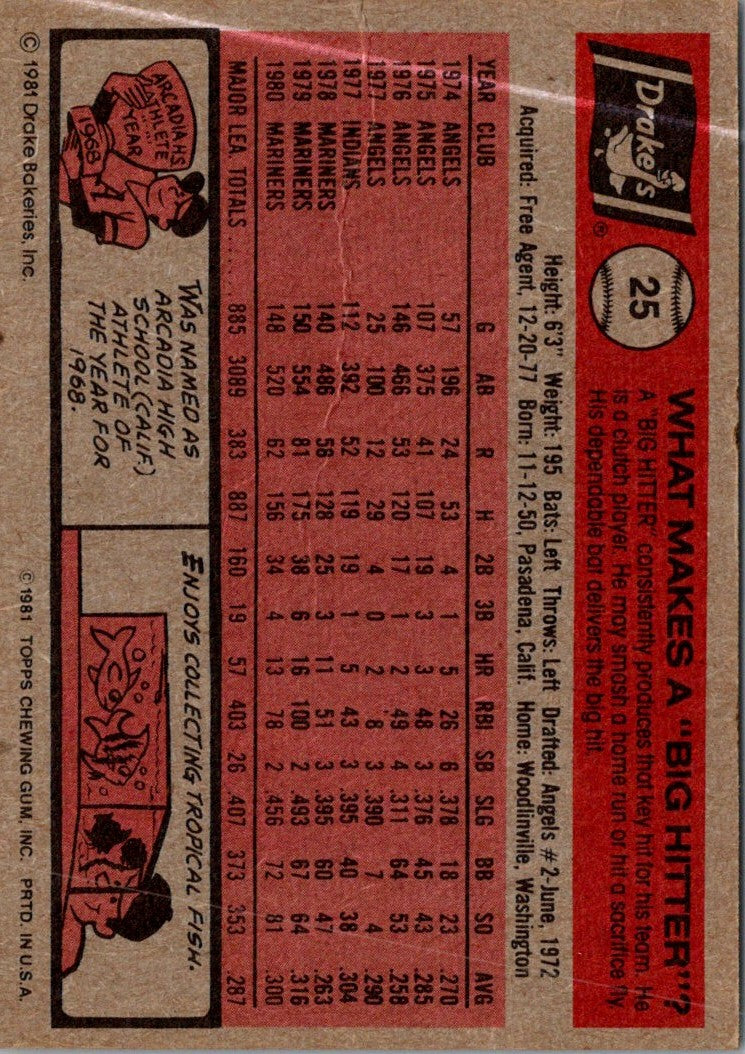 Drake's ®
25
WHAT MAKES A "BIG HITTER"?
A "BIG HITTER" consistently produces that key hit for his team. He
is a clutch player. He may smash a home run or hit a sacrifice fly
His dependable bat delivers the big hit.
Height: 6'3" Weight: 195 Bats: Left Throws: Left Drafted: Angels #2-June, 1972
Acquired: Free Agent, 12-20-77 Born: 11-12-50, Pasadena, Calif. Home: Woodlinville, Washington
YEAR CLUB G AB R H 2B 3B HR RBI SB SLG BB SO AVG
1974 ANGELS 57 196 24 53 4 1 5 26 6 .378 18 23 .270
1975 ANGELS 107 375 41 107 19 3 3 48 3 .376 45 43 .285
1976 ANGELS 146 466 53 120 17 1 2 49 4 .311 64 53 .258
1977 ANGELS 25 100 12 29 4 0 2 8 3 .390 7 4 .290
1977 INDIANS 112 392 52 119 19 1 5 43 3 .395 40 38 .304
1978 MARINERS 140 486 56 128 25 3 11 51 3 .395 60 47 .263
1979 MARINERS 150 554 81 175 38 6 16 100 2 .493 67 64 .316
1980 MARINERS 148 520 62 156 34 4 13 78 2 .456 72 81 .300
MAJOR LEA TOTALS ...... 885 3089 383 887 160 19 57 403 26 .407 373 353 .287
ARCADIA H.S.
ATHLETE
OF
YEAR
1968
A
WAS NAMED AS
ARCADIA HIGH
SCHOOL (CALIF.)
ATHLETE OF
THE YEAR FOR
1968.
ENJOYS COLLECTING TROPICAL FISH.
© 1981 Drake Bakeries, Inc.
© 1981 TOPPS CHEWING GUM, INC. PRTD. IN U.S.A.